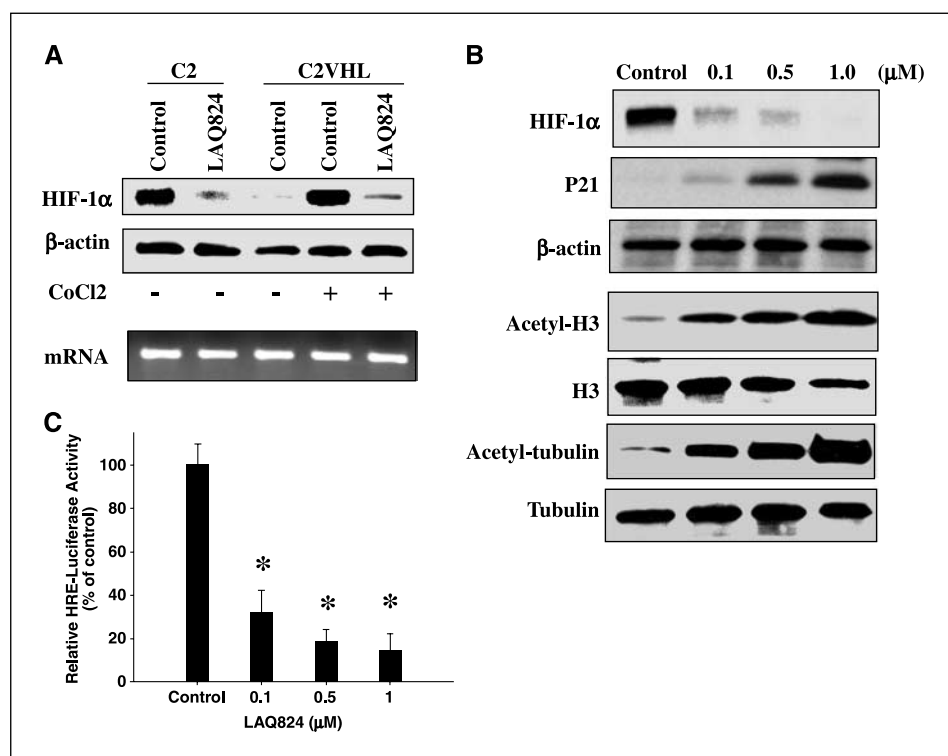 A
C2 C2VHL
Control LAQ824 Control Control LAQ824
HIF-1α
β-actin
CoCl2 - - - + +
mRNA
B
Control 0.1 0.5 1.0 (μM)
HIF-1α
P21
β-actin
Acetyl-H3
H3
Acetyl-tubulin
Tubulin
C
Relative HRE-Luciferase Activity
(% of control)
100
80
60
40
20
0
* * *
Control 0.1 0.5 1
LAQ824 (μM)